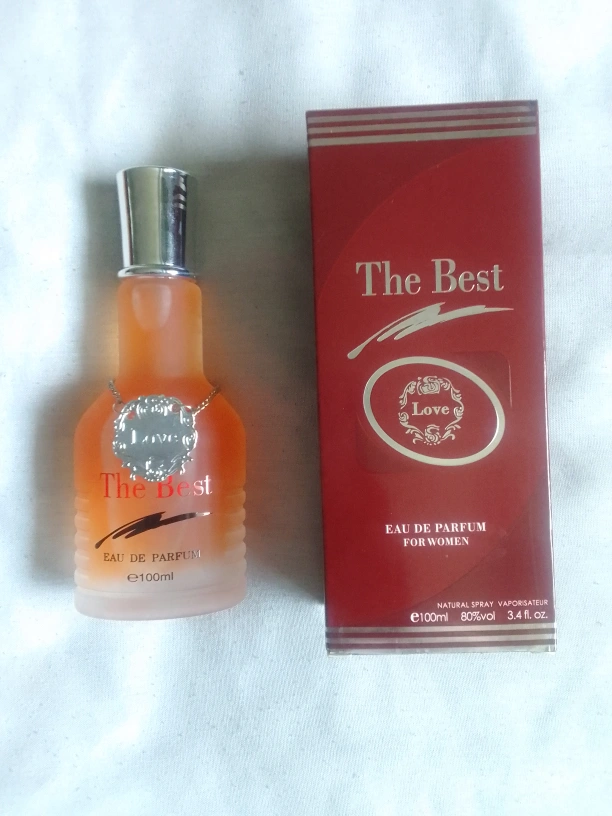 Love
The Best
EAU DE PARFUM
℮100ml
The Best
Love
EAU DE PARFUM
FOR WOMEN
NATURAL SPRAY VAPORISATEUR
℮100ml 80%vol 3.4 fl. oz.